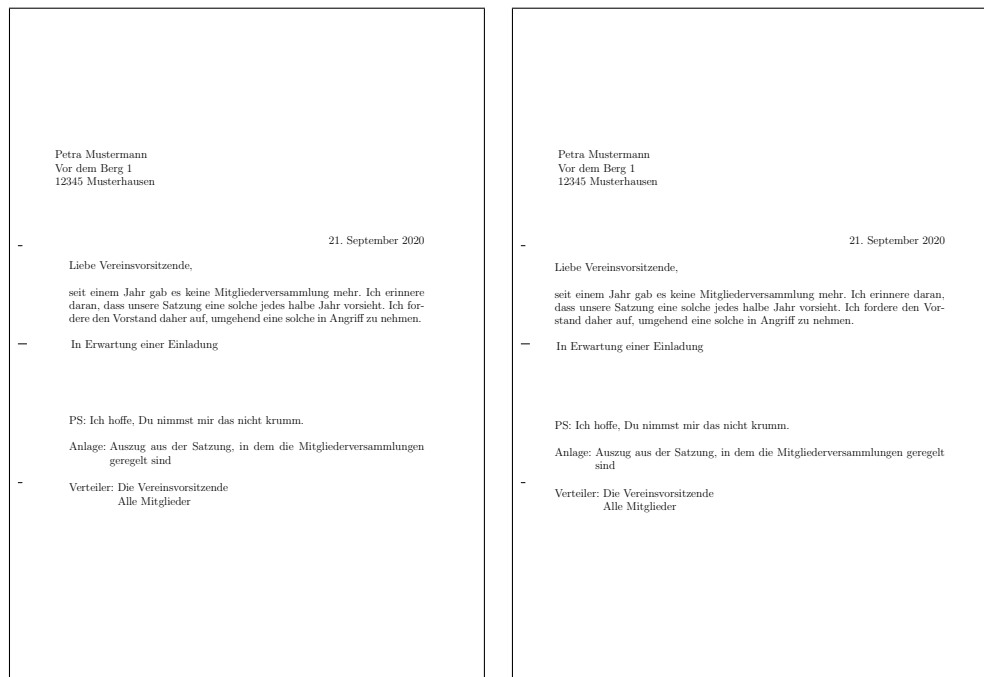 Petra Mustermann
Vor dem Berg 1
12345 Musterhausen
21. September 2020
Liebe Vereinsvorsitzende,
seit einem Jahr gab es keine Mitgliederversammlung mehr. Ich erinnere
daran, dass unsere Satzung eine solche jedes halbe Jahr vorsieht. Ich for-
dere den Vorstand daher auf, umgehend eine solche in Angriff zu nehmen.
In Erwartung einer Einladung
PS: Ich hoffe, Du nimmst mir das nicht krumm.
Anlage: Auszug aus der Satzung, in dem die Mitgliederversammlungen
geregelt sind
Verteiler: Die Vereinsvorsitzende
Alle Mitglieder
Petra Mustermann
Vor dem Berg 1
12345 Musterhausen
21. September 2020
Liebe Vereinsvorsitzende,
seit einem Jahr gab es keine Mitgliederversammlung mehr. Ich erinnere daran,
dass unsere Satzung eine solche jedes halbe Jahr vorsieht. Ich fordere den Vor-
stand daher auf, umgehend eine solche in Angriff zu nehmen.
In Erwartung einer Einladung
PS: Ich hoffe, Du nimmst mir das nicht krumm.
Anlage: Auszug aus der Satzung, in dem die Mitgliederversammlungen geregelt
sind
Verteiler: Die Vereinsvorsitzende
Alle Mitglieder